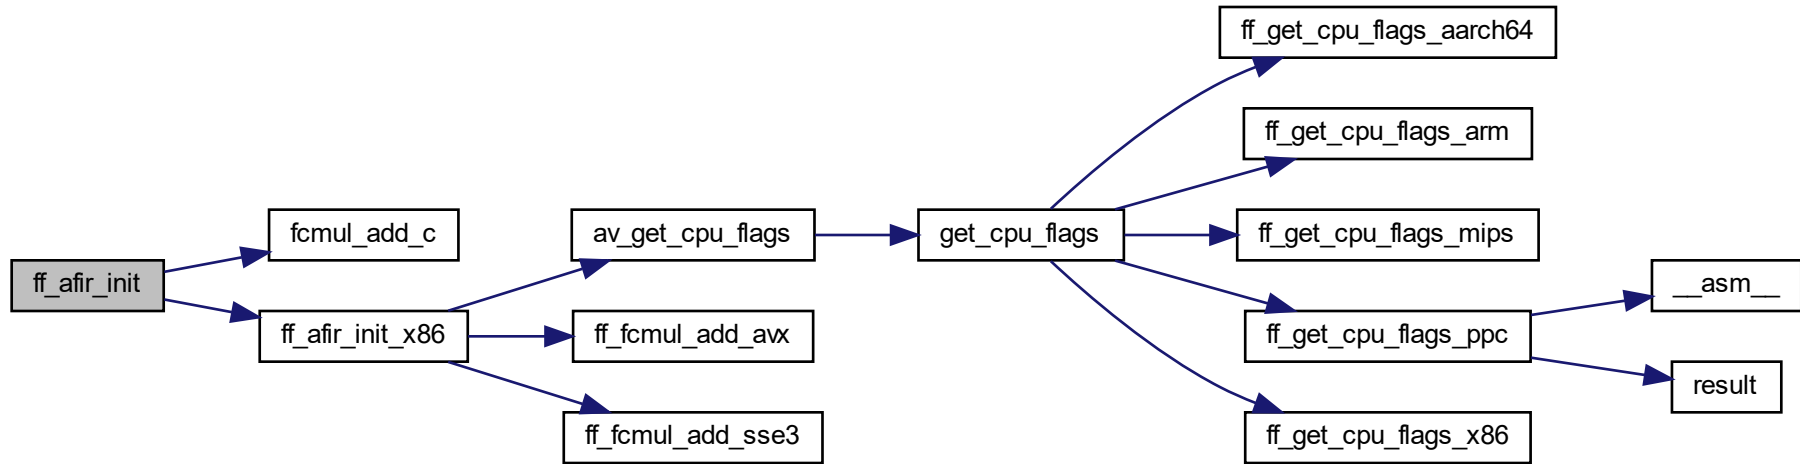 ff_afir_init
fcmul_add_c
ff_afir_init_x86
av_get_cpu_flags
ff_fcmul_add_avx
ff_fcmul_add_sse3
get_cpu_flags
ff_get_cpu_flags_aarch64
ff_get_cpu_flags_arm
ff_get_cpu_flags_mips
ff_get_cpu_flags_ppc
ff_get_cpu_flags_x86
__asm__
result